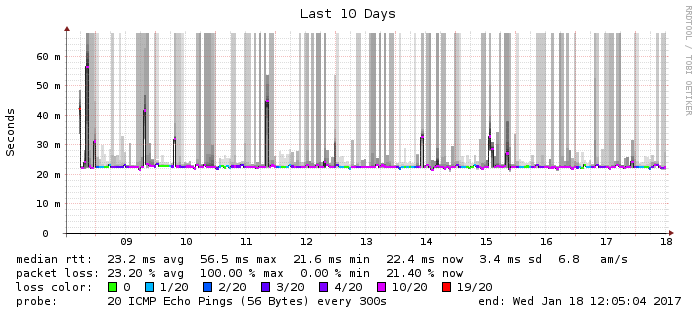 Last 10 Days
RRDTOOL / TOBI OETIKER
Seconds
60 m
50 m
40 m
30 m
20 m
10 m
0
09 10 11 12 13 14 15 16 17 18
median rtt: 23.2 ms avg 56.5 ms max 21.6 ms min 22.4 ms now 3.4 ms sd 6.8 am/s
packet loss: 23.20 % avg 100.00 % max 0.00 % min 21.40 % now
loss color: 0 1/20 2/20 3/20 4/20 10/20 19/20
probe: 20 ICMP Echo Pings (56 Bytes) every 300s end: Wed Jan 18 12:05:04 2017